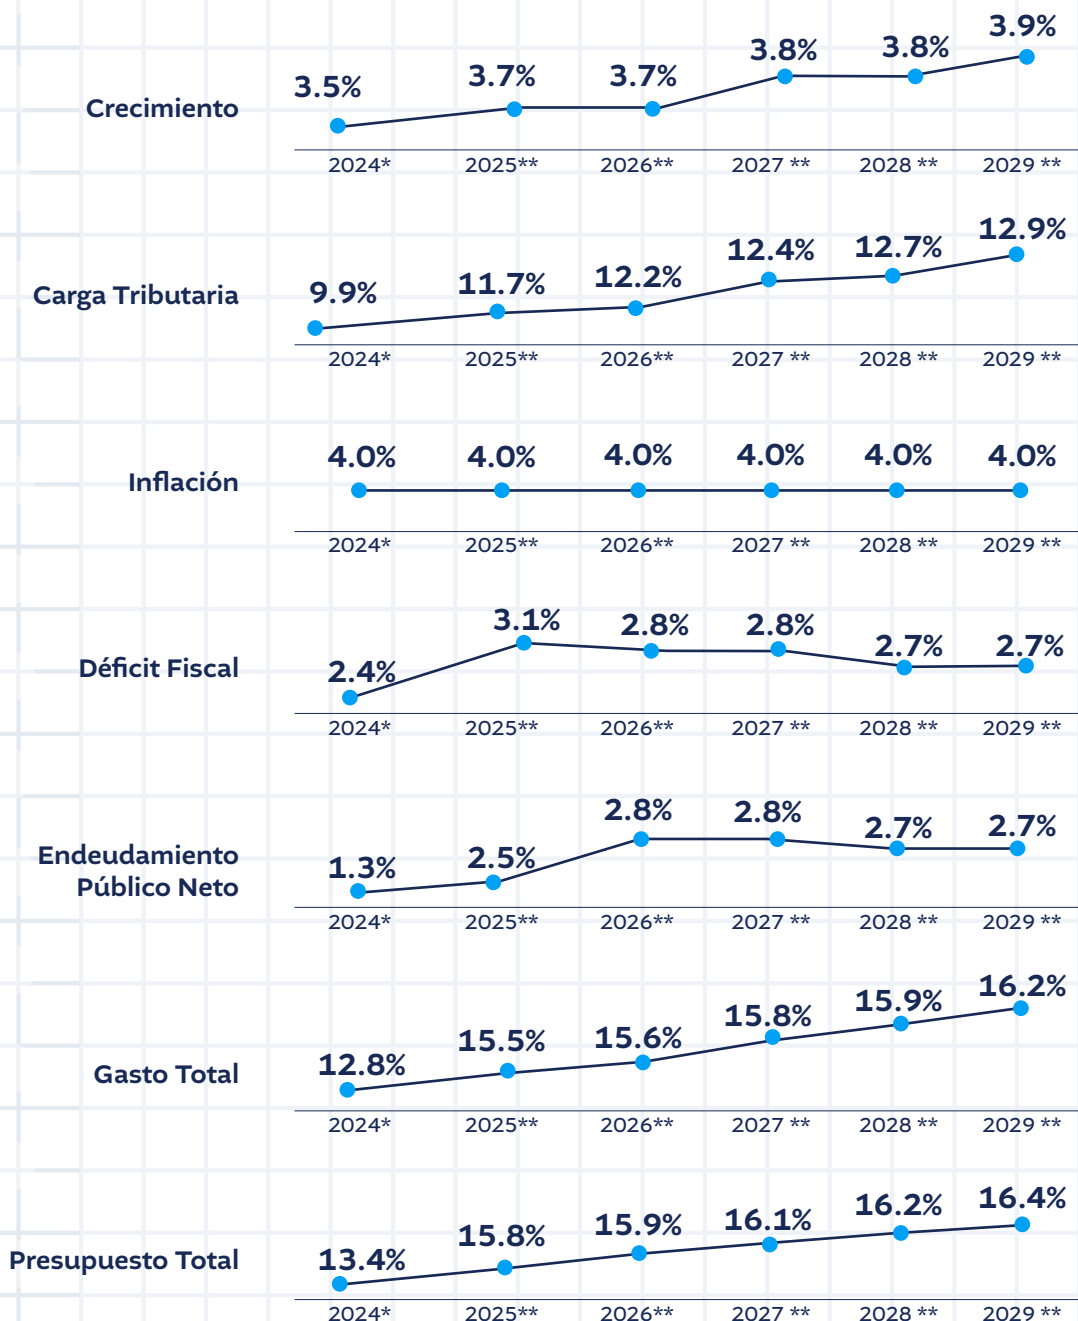 3.5% 3.7% 3.7% 3.8% 3.8% 3.9%
Crecimiento
2024* 2025** 2026** 2027 ** 2028 ** 2029 **
9.9% 11.7% 12.2% 12.4% 12.7% 12.9%
Carga Tributaria
2024* 2025** 2026** 2027 ** 2028 ** 2029 **
4.0% 4.0% 4.0% 4.0% 4.0% 4.0%
Inflación
2024* 2025** 2026** 2027 ** 2028 ** 2029 **
2.4% 3.1% 2.8% 2.8% 2.7% 2.7%
Déficit Fiscal
2024* 2025** 2026** 2027 ** 2028 ** 2029 **
1.3% 2.5% 2.8% 2.8% 2.7% 2.7%
Endeudamiento
Público Neto
2024* 2025** 2026** 2027 ** 2028 ** 2029 **
12.8% 15.5% 15.6% 15.8% 15.9% 16.2%
Gasto Total
2024* 2025** 2026** 2027 ** 2028 ** 2029 **
13.4% 15.8% 15.9% 16.1% 16.2% 16.4%
Presupuesto Total
2024* 2025** 2026** 2027 ** 2028 ** 2029 **